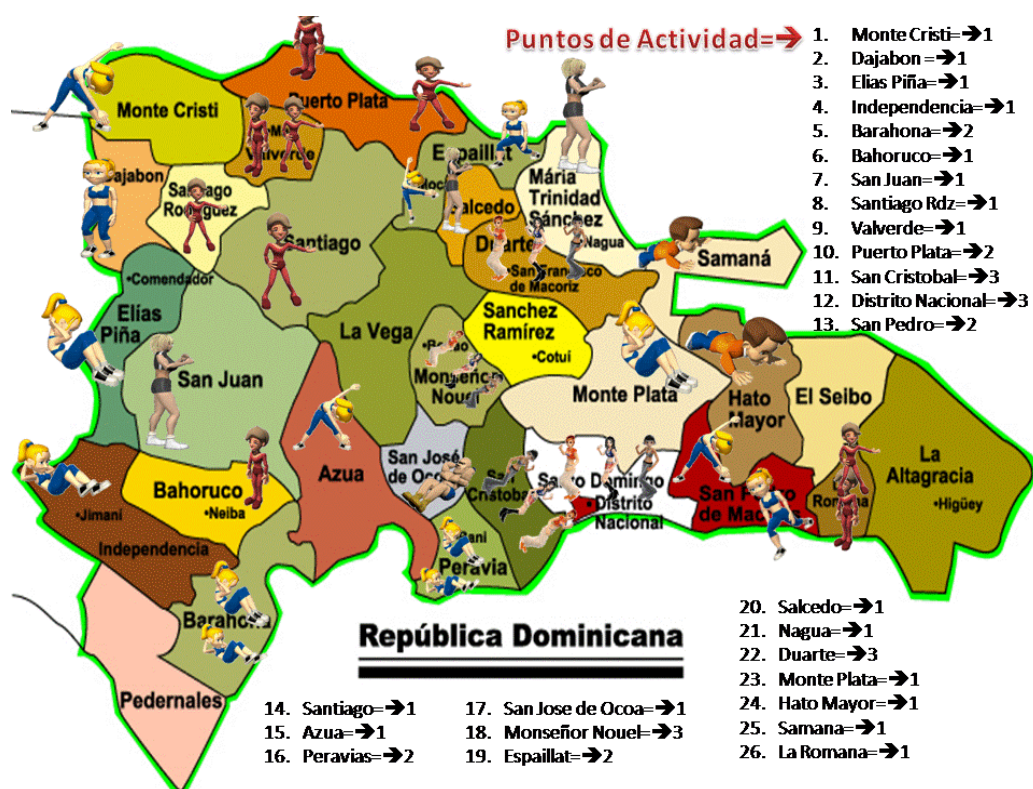 Puntos de Actividad=➔
1. Monte Cristi=➔1
2. Dajabon =➔1
3. Elias Piña=➔1
4. Independencia=➔1
5. Barahona=➔2
6. Bahoruco=➔1
7. San Juan=➔1
8. Santiago Rdz=➔1
9. Valverde=➔1
10. Puerto Plata=➔2
11. San Cristobal=➔3
12. Distrito Nacional=➔3
13. San Pedro=➔2
Monte Cristi
Puerto Plata
Valverde
Espaillat
Dajabon
Santiago
Rodríguez
Santiago
Salcedo
Mária
Trinidad
Sánchez
•Nagua
Duarte
•San Francisco
de Macoriz
Samaná
•Comendador
Elías
Piña
La Vega
Sanchez
Ramírez
•Cotuí
San Juan
Monseñor
Nouel
Monte Plata
Hato
Mayor
El Seibo
La
Altagracia
•Higüey
Azua
San José
de Ocoa
San
Cristobal
Santo Domingo
•Distrito
Nacional
San Pedro
de Macoris
Romana
Bahoruco
•Neiba
•Jimaní
Independencia
Bani
Peravia
Barahona
Pedernales
República Dominicana
14. Santiago=➔1
15. Azua=➔1
16. Peravias=➔2
17. San Jose de Ocoa=➔1
18. Monseñor Nouel=➔3
19. Espaillat=➔2
20. Salcedo=➔1
21. Nagua=➔1
22. Duarte=➔3
23. Monte Plata=➔1
24. Hato Mayor=➔1
25. Samana=➔1
26. La Romana=➔1